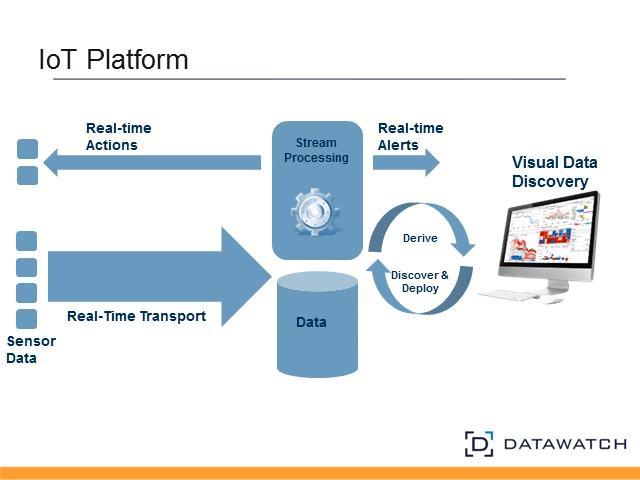 IoT Platform
Real-time
Actions
Stream
Processing
Real-time
Alerts
Visual Data
Discovery
Derive
Discover &
Deploy
Real-Time Transport
Data
Sensor
Data
D DATAWATCH